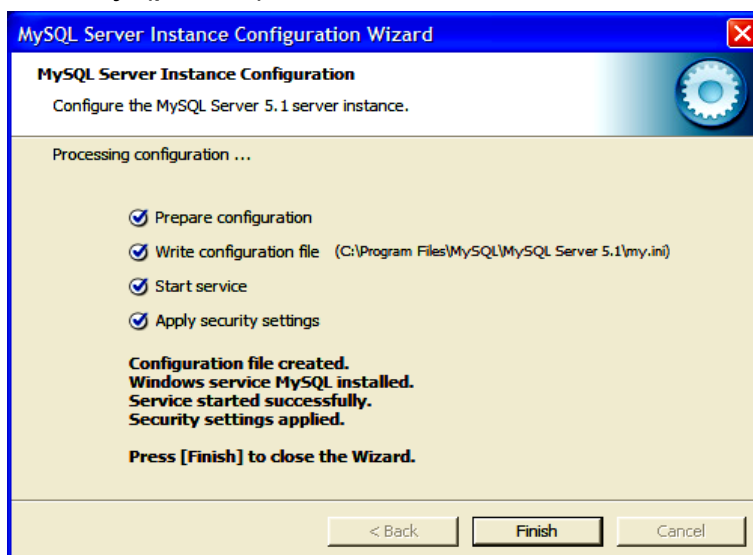 MySQL Server Instance Configuration Wizard
MySQL Server Instance Configuration
Configure the MySQL Server 5.1 server instance.
Processing configuration ...
Prepare configuration
Write configuration file (C:\Program Files\MySQL\MySQL Server 5.1\my.ini)
Start service
Apply security settings
Configuration file created.
Windows service MySQL installed.
Service started successfully.
Security settings applied.
Press [Finish] to close the Wizard.
< Back Finish Cancel